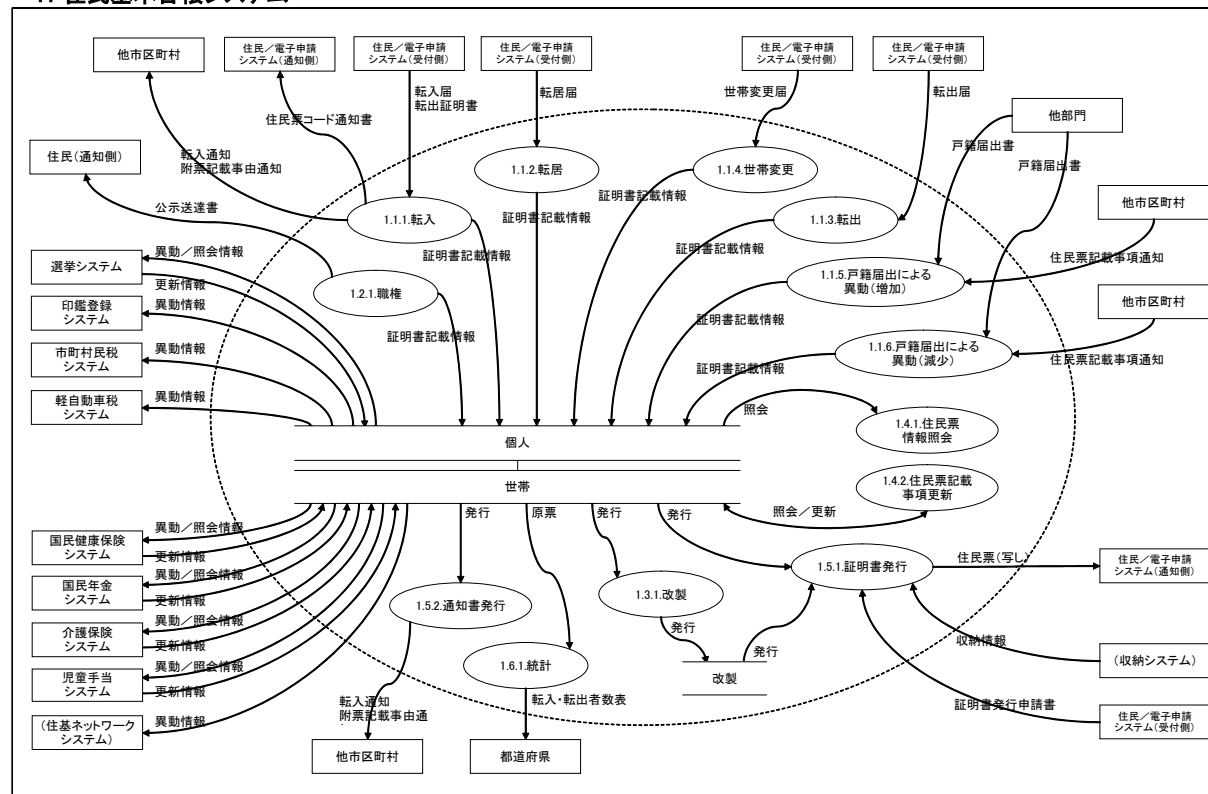 他市区町村
住民／電子申請
システム(通知側)
住民／電子申請
システム(受付側)
住民／電子申請
システム(受付側)
住民／電子申請
システム(受付側)
住民／電子申請
システム(受付側)
転入届
転出証明書
転居届
世帯変更届
転出届
他部門
住民票コード通知書
戸籍届出書
戸籍届出書
住民(通知側)
転入通知
附票記載事由通知
1.1.2.転居
1.1.4.世帯変更
公示送達書
1.1.1.転入
証明書記載情報
証明書記載情報
1.1.3.転出
他市区町村
選挙システム
異動／照会情報
更新情報
証明書記載情報
証明書記載情報
1.1.5.戸籍届出による
異動(増加)
住民票記載事項通知
1.2.1.職権
印鑑登録
システム
異動情報
証明書記載情報
証明書記載情報
他市区町村
市町村民税
システム
異動情報
証明書記載情報
1.1.6.戸籍届出による
異動(減少)
住民票記載事項通知
軽自動車税
システム
異動情報
照会
個人
1.4.1.住民票
情報照会
世帯
1.4.2.住民票記載
事項更新
照会／更新
国民健康保険
システム
異動／照会情報
更新情報
発行
原票
発行
発行
国民年金
システム
異動／照会情報
更新情報
1.5.1.証明書発行
住民票(写し)
住民／電子申請
システム(通知側)
1.5.2.通知書発行
1.3.1.改製
介護保険
システム
異動／照会情報
更新情報
発行
発行
収納情報
(収納システム)
児童手当
システム
異動／照会情報
更新情報
1.6.1.統計
改製
転入通知
附票記載事由通
転入・転出者数表
証明書発行申請書
住民／電子申請
システム(受付側)
(住基ネットワーク
システム)
異動情報
他市区町村
都道府県